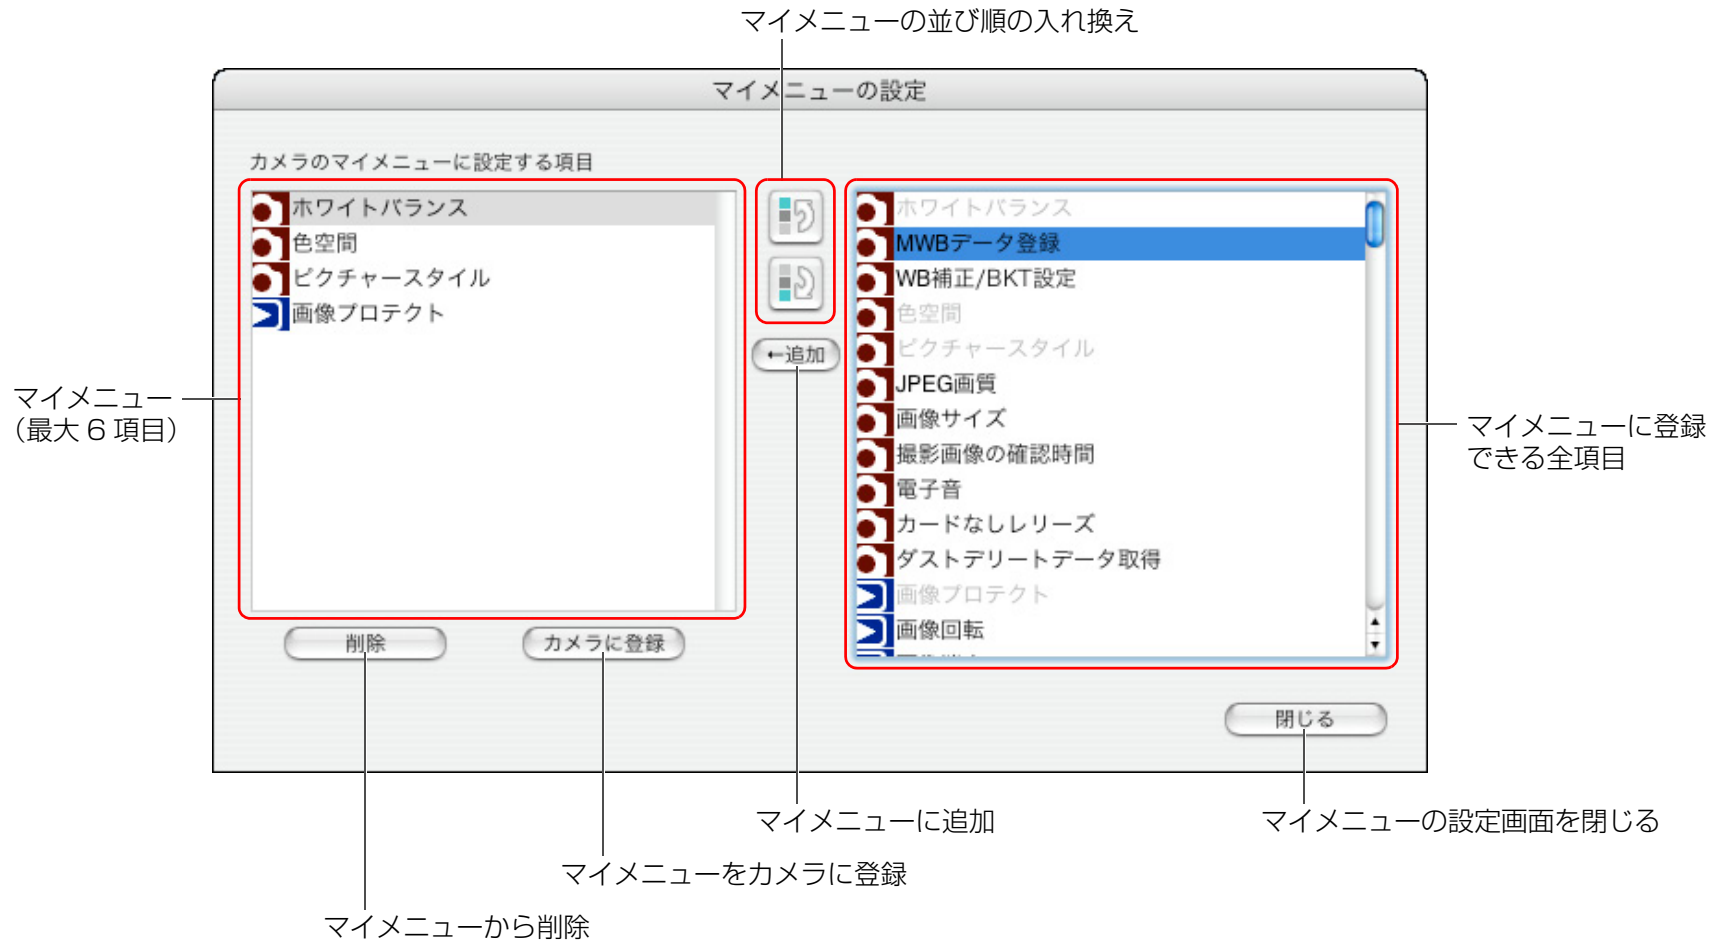 マイメニューの並び順の入れ換え
マイメニューの設定
カメラのマイメニューに設定する項目
ホワイトバランス
色空間
ピクチャースタイル
画像プロテクト
←追加
ホワイトバランス
MWBデータ登録
WB補正/BKT設定
色空間
ピクチャースタイル
JPEG画質
画像サイズ
撮影画像の確認時間
電子音
カードなしレリーズ
ダストデリートデータ取得
画像プロテクト
画像回転
マイメニュー
（最大 6 項目）
マイメニューに登録
できる全項目
削除
カメラに登録
閉じる
マイメニューに追加
マイメニューの設定画面を閉じる
マイメニューをカメラに登録
マイメニューから削除